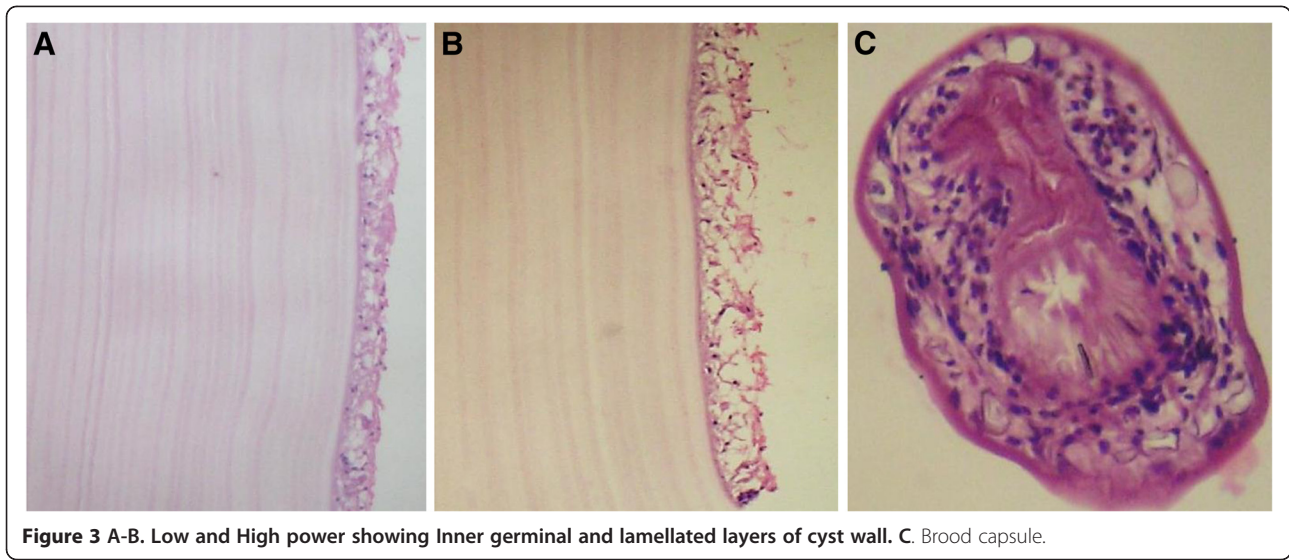 A
B
C
Figure 3 A-B. Low and High power showing Inner germinal and lamellated layers of cyst wall. C. Brood capsule.